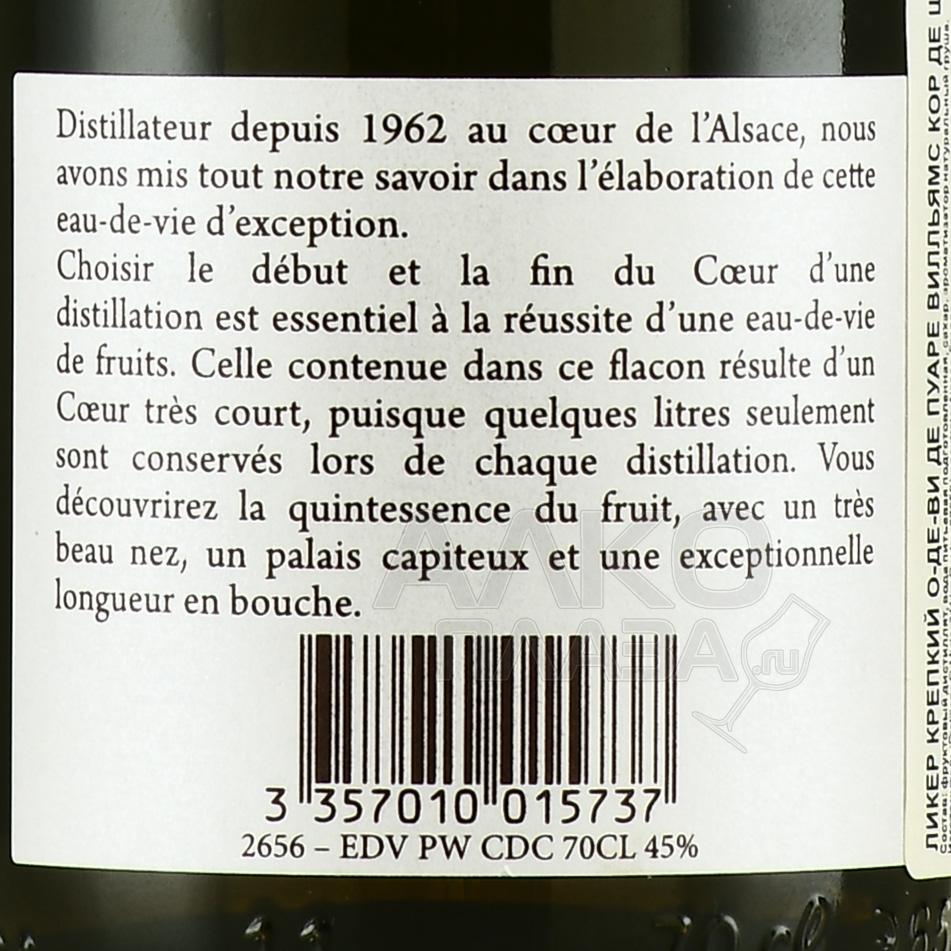 Distillateur depuis 1962 au cœur de l'Alsace, nous
avons mis tout notre savoir dans l'élaboration de cette
eau-de-vie d'exception.
Choisir le début et la fin du Cœur d'une
distillation est essentiel à la réussite d'une eau-de-vie
de fruits. Celle contenue dans ce flacon résulte d'un
Cœur très court, puisque quelques litres seulement
sont conservés lors de chaque distillation. Vous
découvrirez la quintessence du fruit, avec un très
beau nez, un palais capiteux et une exceptionnelle
longueur en bouche.
АЛКО
ПЛАЗА.ru
3 357010 015737
2656 – EDV PW CDC 70CL 45%
ЛИКЕР КРЕПКИЙ О-ДЕ-ВИ ДЕ ПУАРЕ ВИЛЛЬЯМС КОР ДЕ